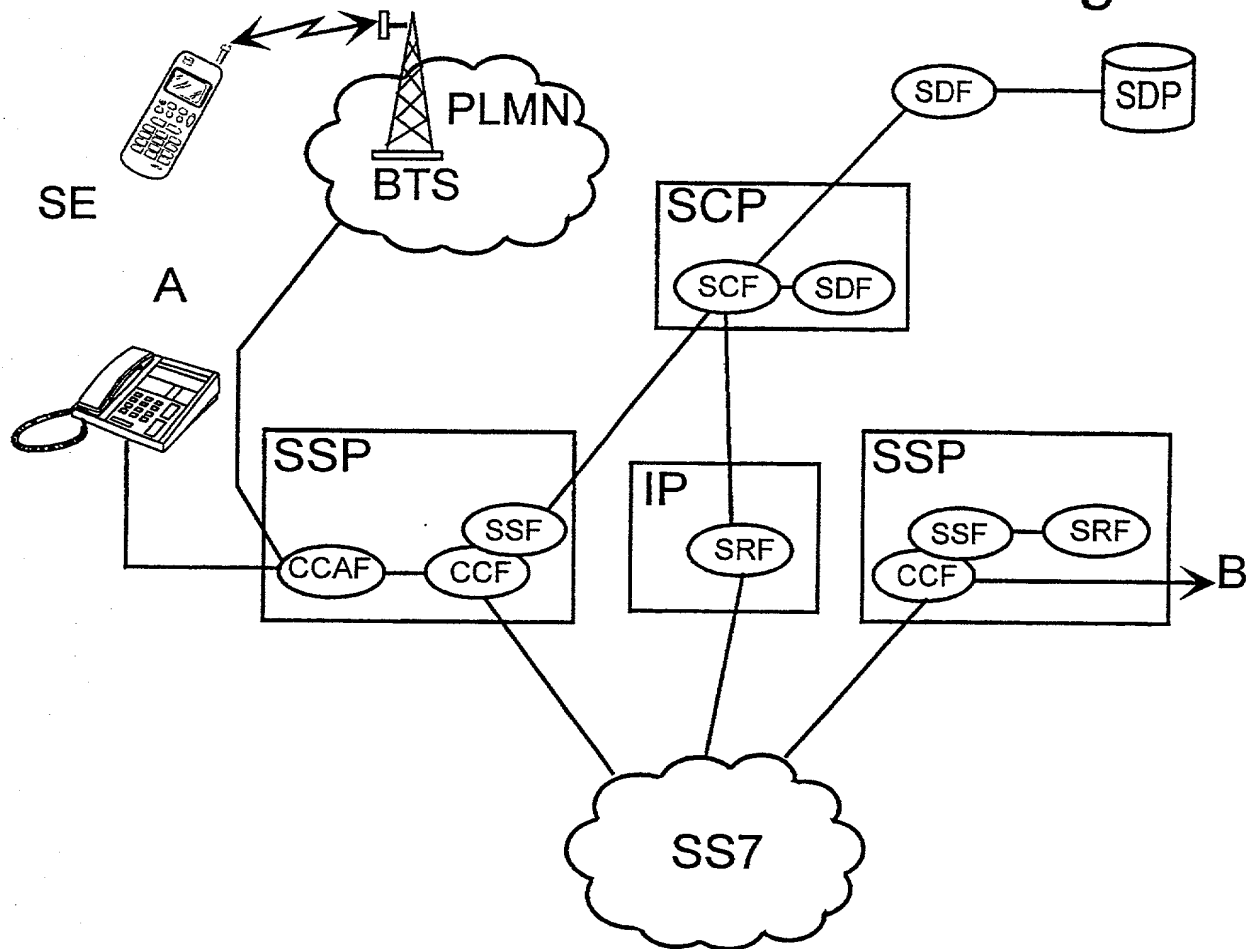 PLMN
BTS
SE
A
SDF
SDP
SCP
SCF
SDF
SSP
SSF
CCAF
CCF
IP
SRF
SSP
SSF
SRF
CCF
B
SS7